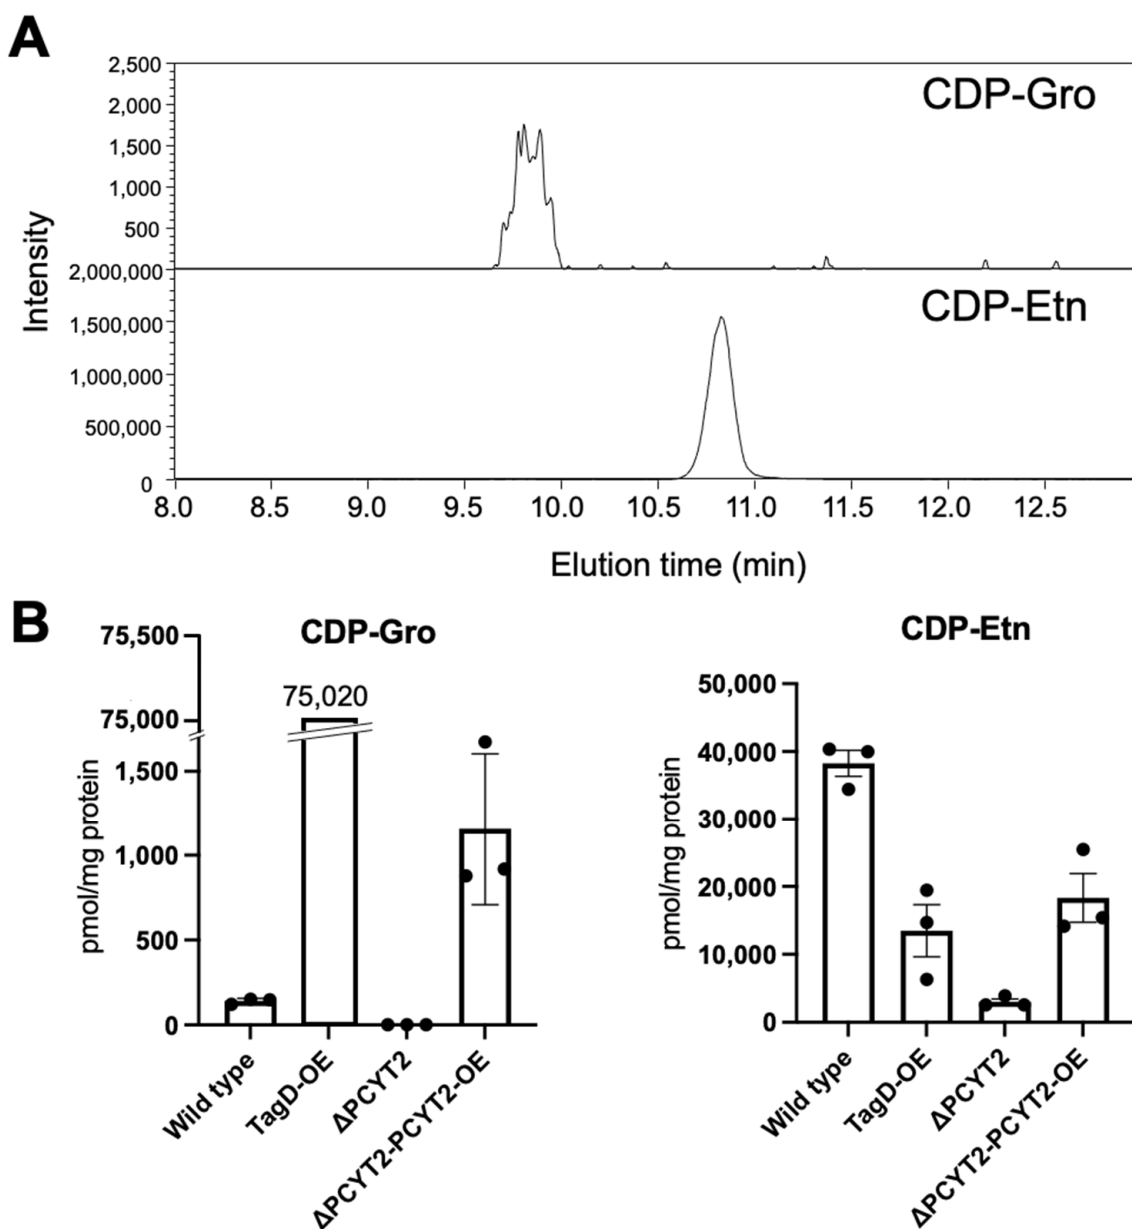 A
CDP-Gro
2,500
2,000
1,500
1,000
500
2,000,000
CDP-Etn
1,500,000
1,000,000
500,000
0
Intensity
8.0 8.5 9.0 9.5 10.0 10.5 11.0 11.5 12.0 12.5
Elution time (min)
B
CDP-Gro
75,500
75,020
75,000
1,500
1,000
500
0
pmol/mg protein
Wild type
TagD-OE
ΔPCYT2
ΔPCYT2-PCYT2-OE
CDP-Etn
50,000
40,000
30,000
20,000
10,000
0
pmol/mg protein
Wild type
TagD-OE
ΔPCYT2
ΔPCYT2-PCYT2-OE